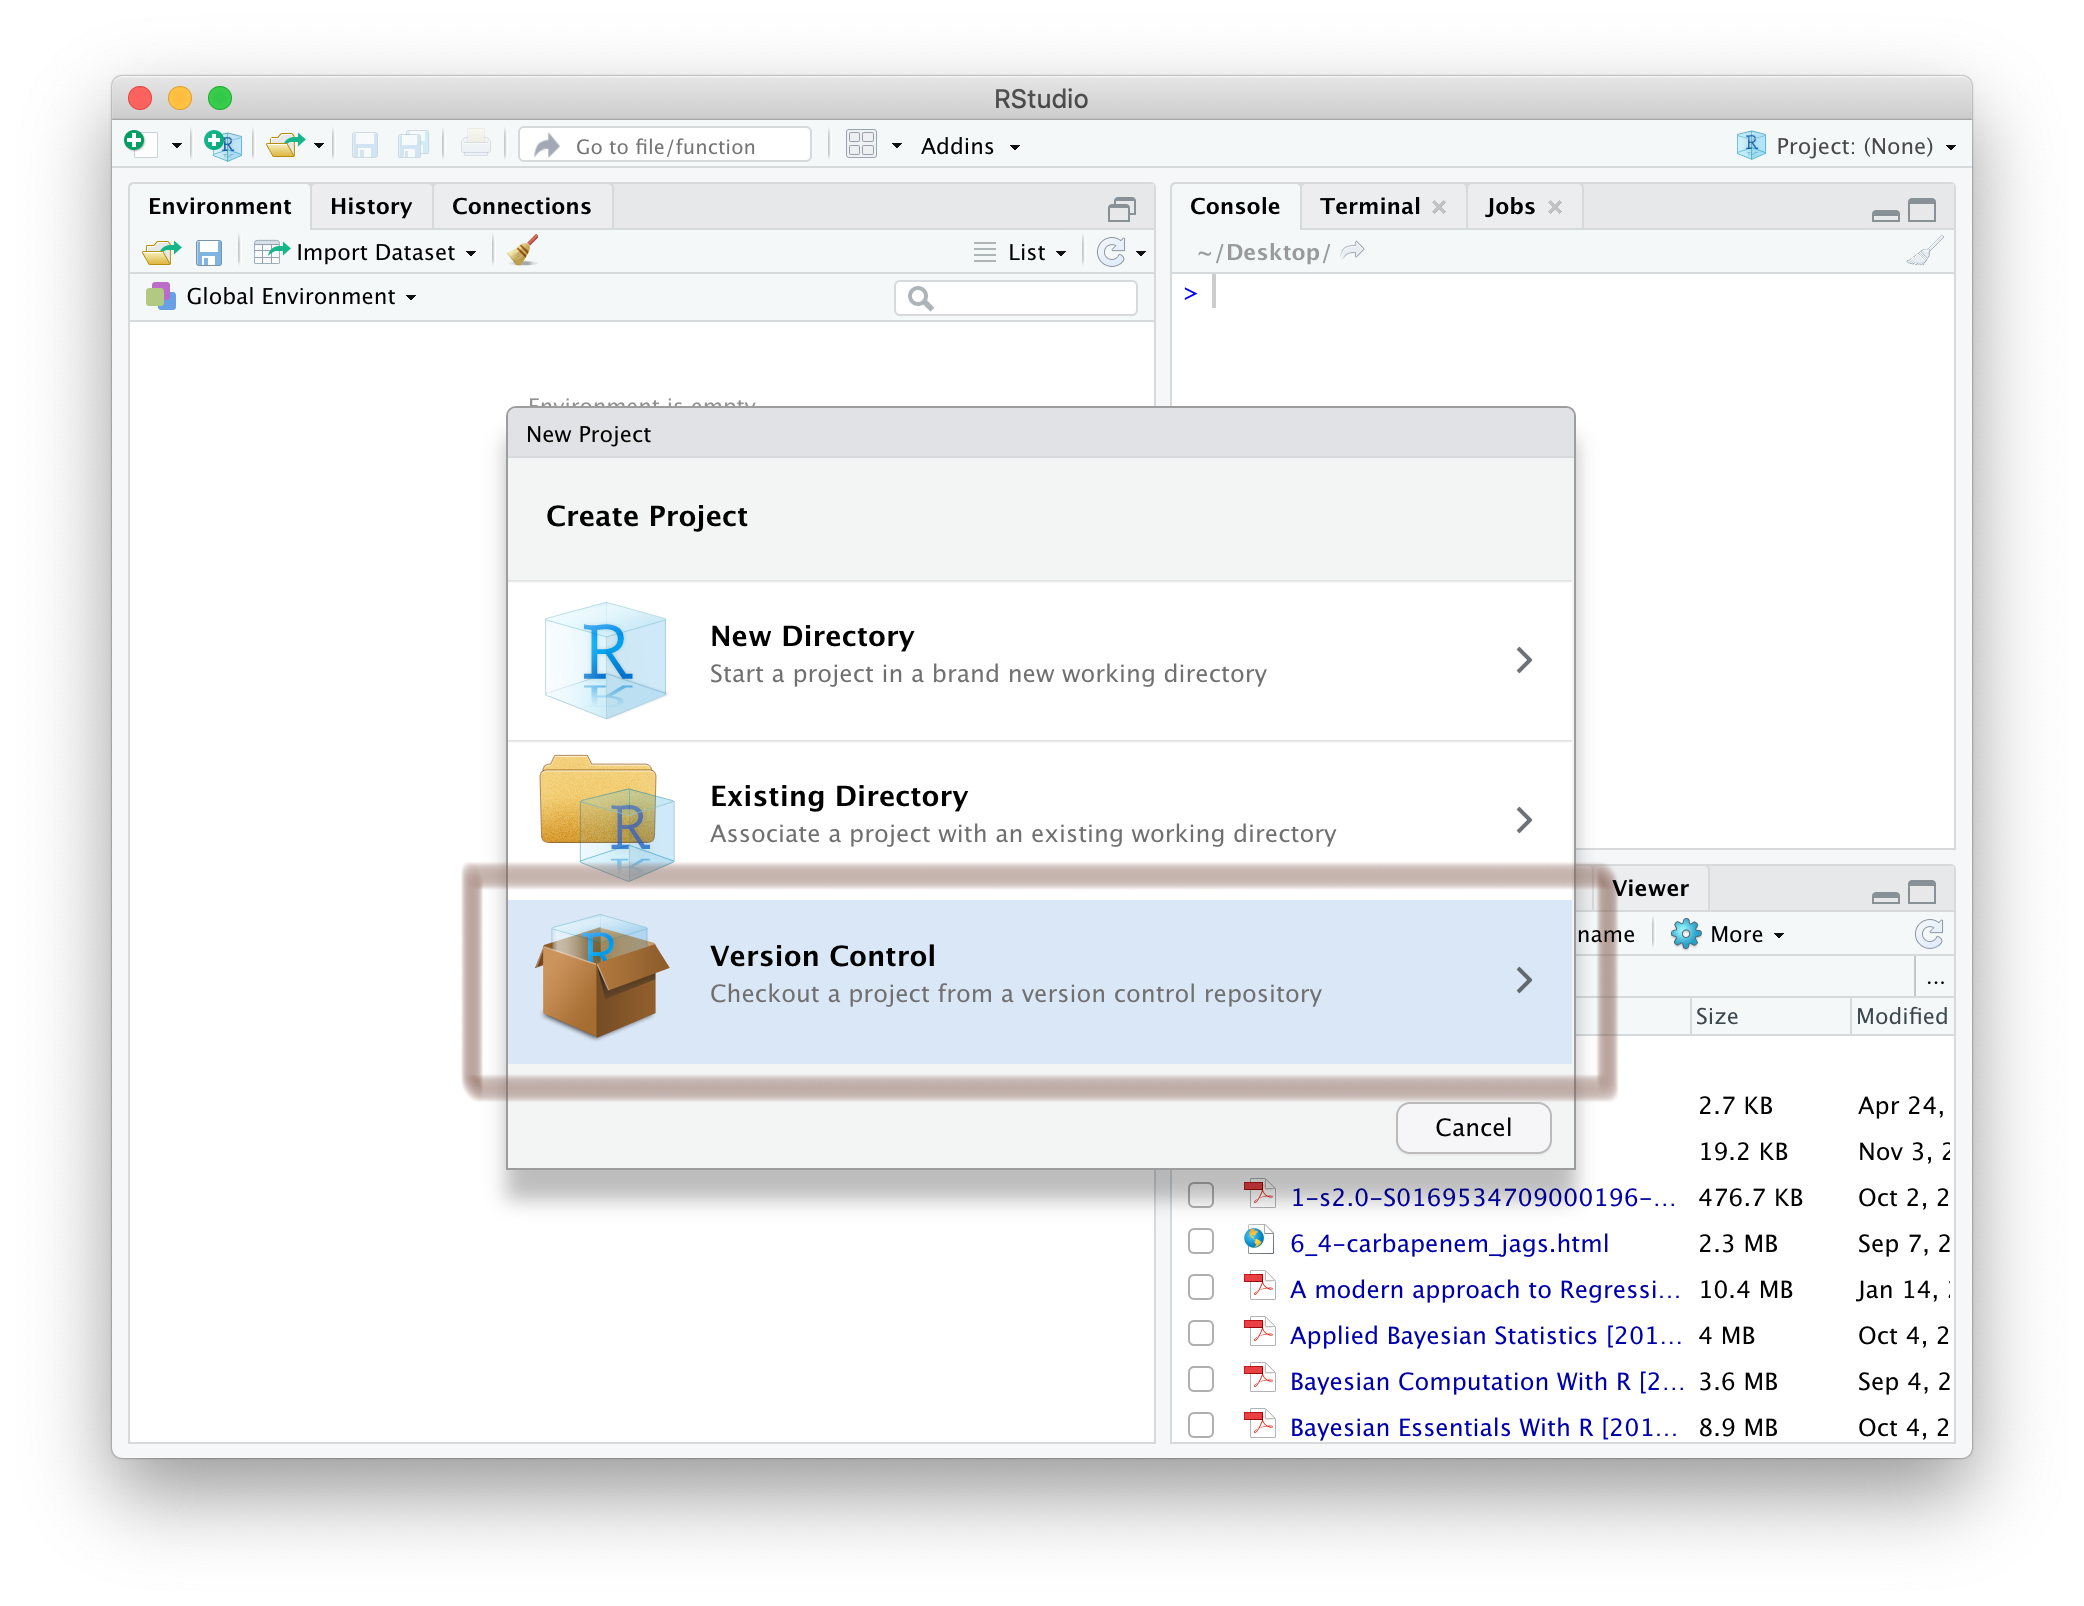 RStudio
Go to file/function
Addins
Project: (None)
Environment
History
Connections
Import Dataset
List
Global Environment
Environment is empty
Console
Terminal
Jobs
~/Desktop/
>
New Project
Create Project
New Directory
Start a project in a brand new working directory
Existing Directory
Associate a project with an existing working directory
Version Control
Checkout a project from a version control repository
Cancel
Viewer
name
More
...
Size
Modified
2.7 KB Apr 24,
19.2 KB Nov 3, 2
1-s2.0-S0169534709000196-... 476.7 KB Oct 2, 2
6_4-carbapenem_jags.html 2.3 MB Sep 7, 2
A modern approach to Regressi... 10.4 MB Jan 14,
Applied Bayesian Statistics [201... 4 MB Oct 4, 2
Bayesian Computation With R [2... 3.6 MB Sep 4, 2
Bayesian Essentials With R [201... 8.9 MB Oct 4, 2